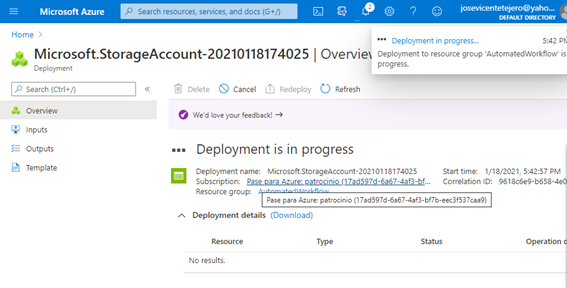 Microsoft Azure
Search resources, services, and docs (G+/)
2
josevicentetejero@yaho...
DEFAULT DIRECTORY
Home
Microsoft.StorageAccount-20210118174025 | Overview
Deployment
Deployment in progress...
5:42 PM
Deployment to resource group 'AutomatedWorkflow' is
progress.
Search (Ctrl+/)
Delete
Cancel
Redeploy
Refresh
Overview
Inputs
Outputs
Template
We'd love your feedback!
Deployment is in progress
Deployment name: Microsoft.StorageAccount-20210118174025
Start time: 1/18/2021, 5:42:57 PM
Subscription: Pase para Azure: patrocinio (17ad597d-6a67-4af3-bf...
Correlation ID: 9618c6e9-b658-4e0
Resource group: AutomatedWorkflow
Pase para Azure: patrocinio (17ad597d-6a67-4af3-bf7b-eec3f537caa9)
Deployment details (Download)
Resource
Type
Status
Operation d
No results.